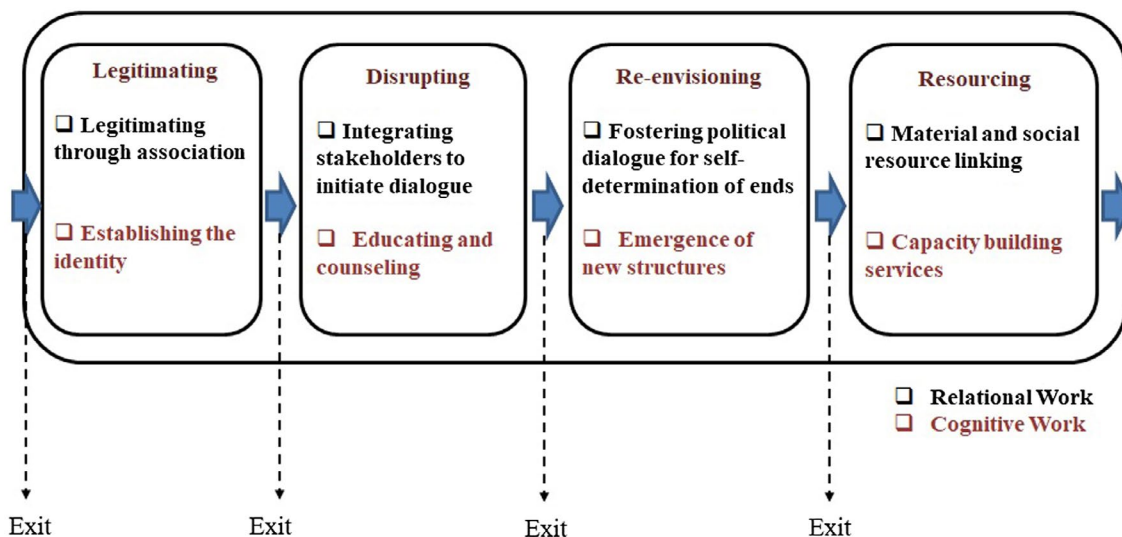 Legitimating
❑ Legitimating
through association
❑ Establishing the
identity
Disrupting
❑ Integrating
stakeholders to
initiate dialogue
❑ Educating and
counseling
Re-envisioning
❑ Fostering political
dialogue for self-
determination of ends
❑ Emergence of
new structures
Resourcing
❑ Material and social
resource linking
❑ Capacity building
services
❑ Relational Work
❑ Cognitive Work
Exit
Exit
Exit
Exit